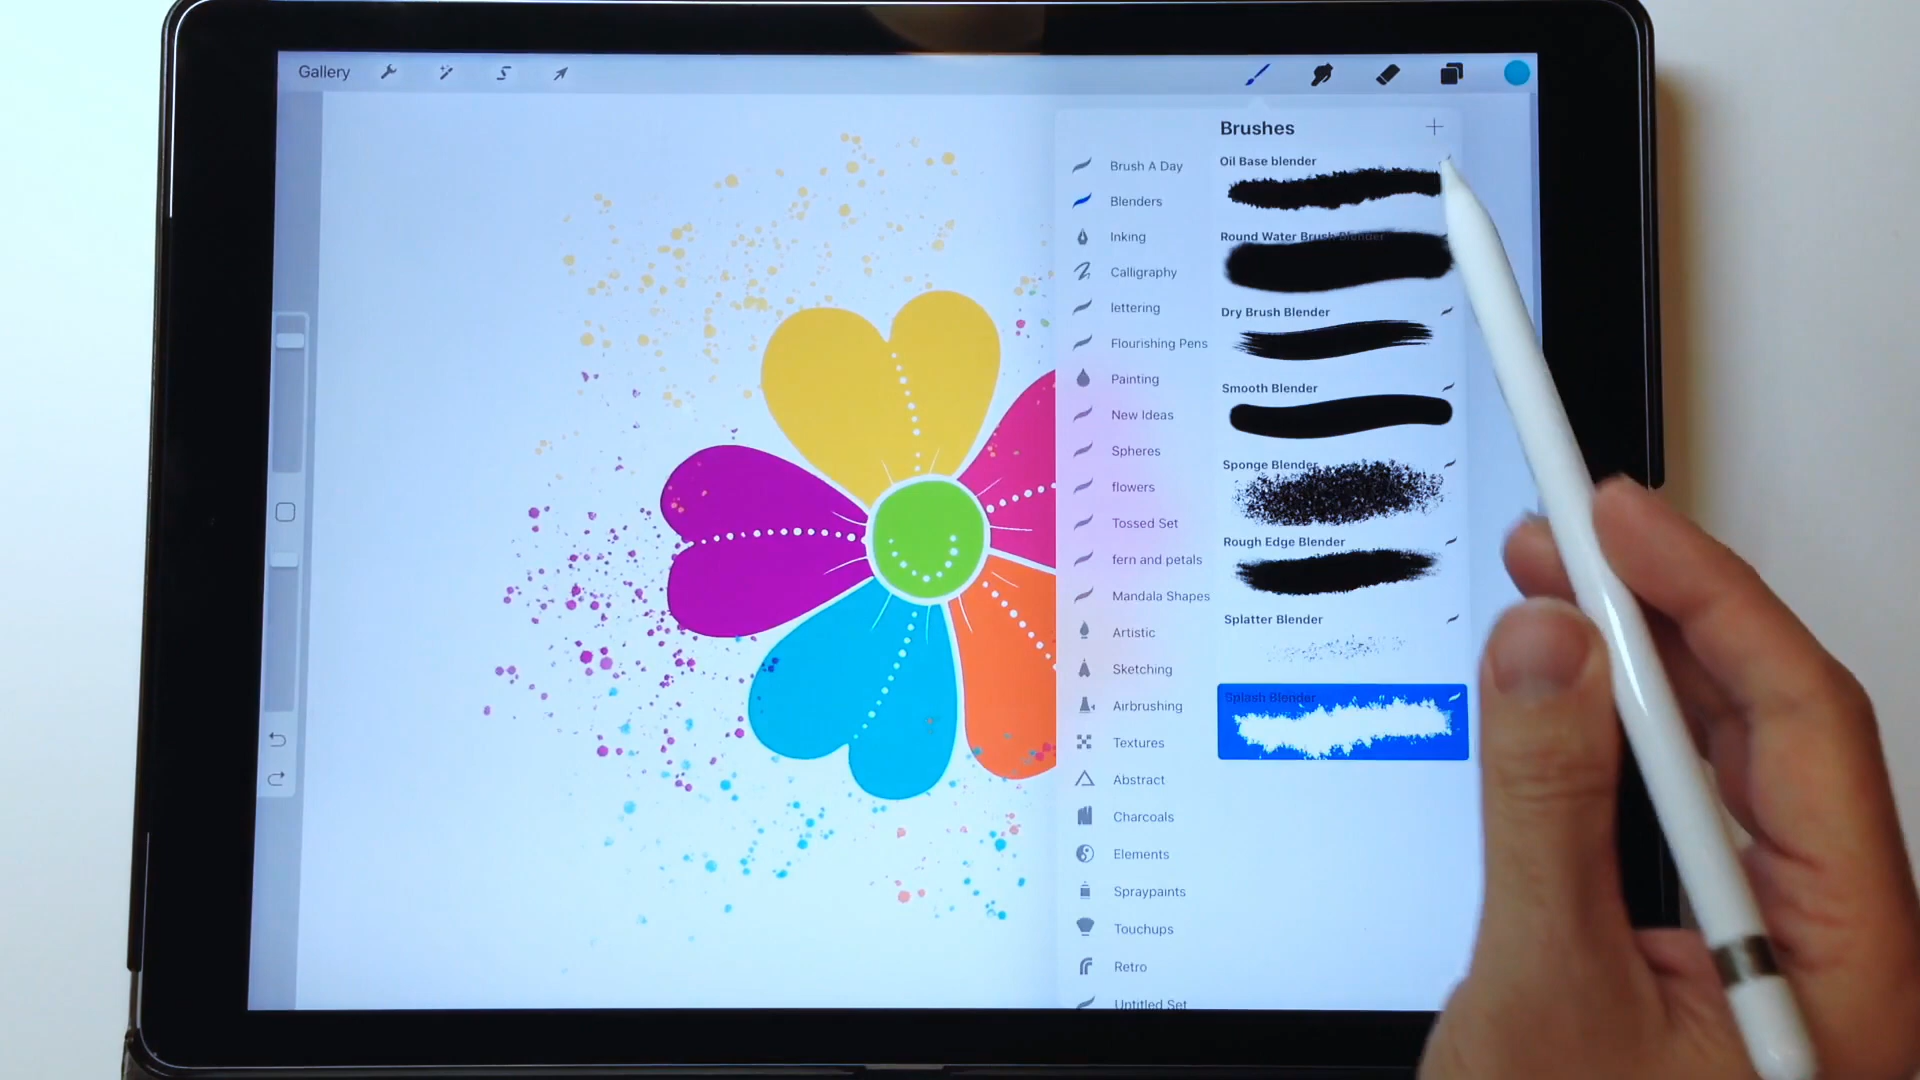 Gallery
Brushes
Brush A Day
Blenders
Inking
Calligraphy
lettering
Flourishing Pens
Painting
New Ideas
Spheres
flowers
Tossed Set
fern and petals
Mandala Shapes
Artistic
Sketching
Airbrushing
Textures
Abstract
Charcoals
Elements
Spraypaints
Touchups
Retro
Untitled Set
Oil Base blender
Round Water Brush Blender
Dry Brush Blender
Smooth Blender
Sponge Blender
Rough Edge Blender
Splatter Blender
Splash Blender